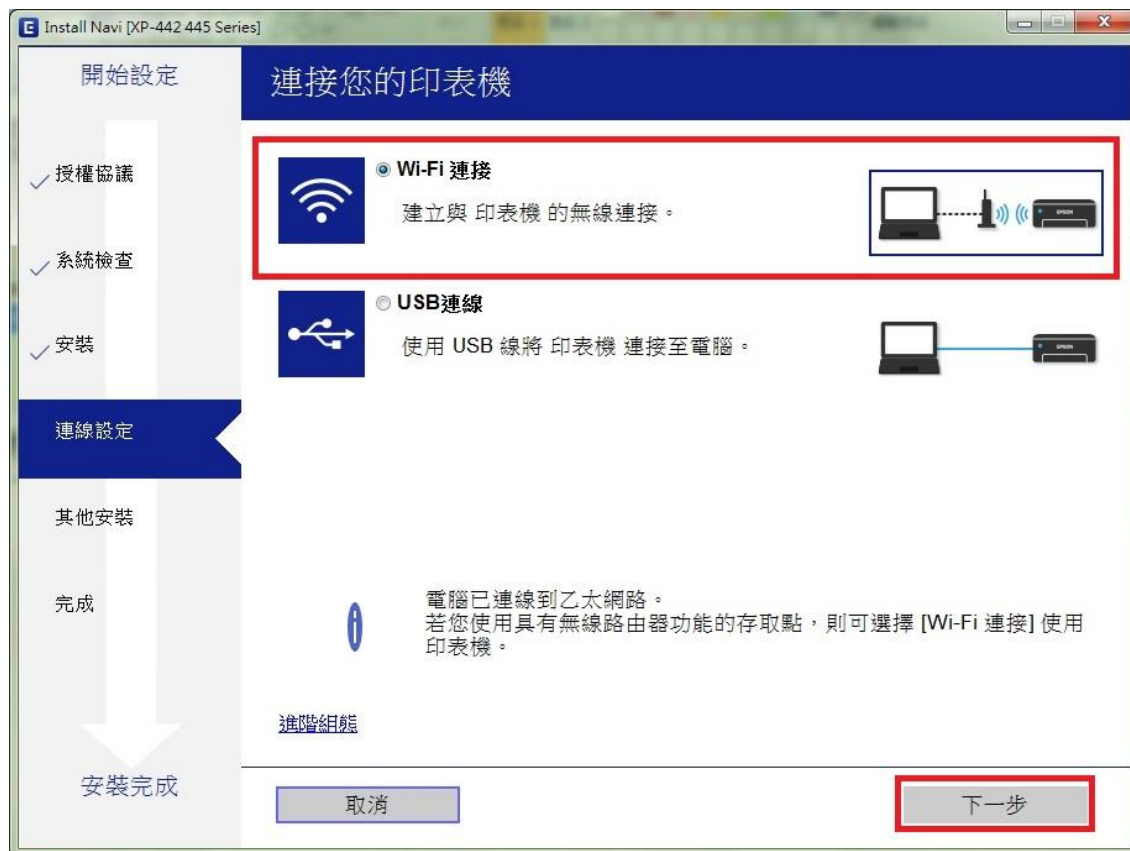 Install Navi [XP-442 445 Series]
開始設定
連接您的印表機
授權協議
系統檢查
安裝
連線設定
其他安裝
完成
安裝完成
Wi-Fi 連接
建立與 印表機 的無線連接。
EPSON
USB連線
使用 USB 線將 印表機 連接至電腦。
EPSON
電腦已連線到乙太網路。
若您使用具有無線路由器功能的存取點，則可選擇 [Wi-Fi 連接] 使用
印表機。
進階組態
取消
下一步